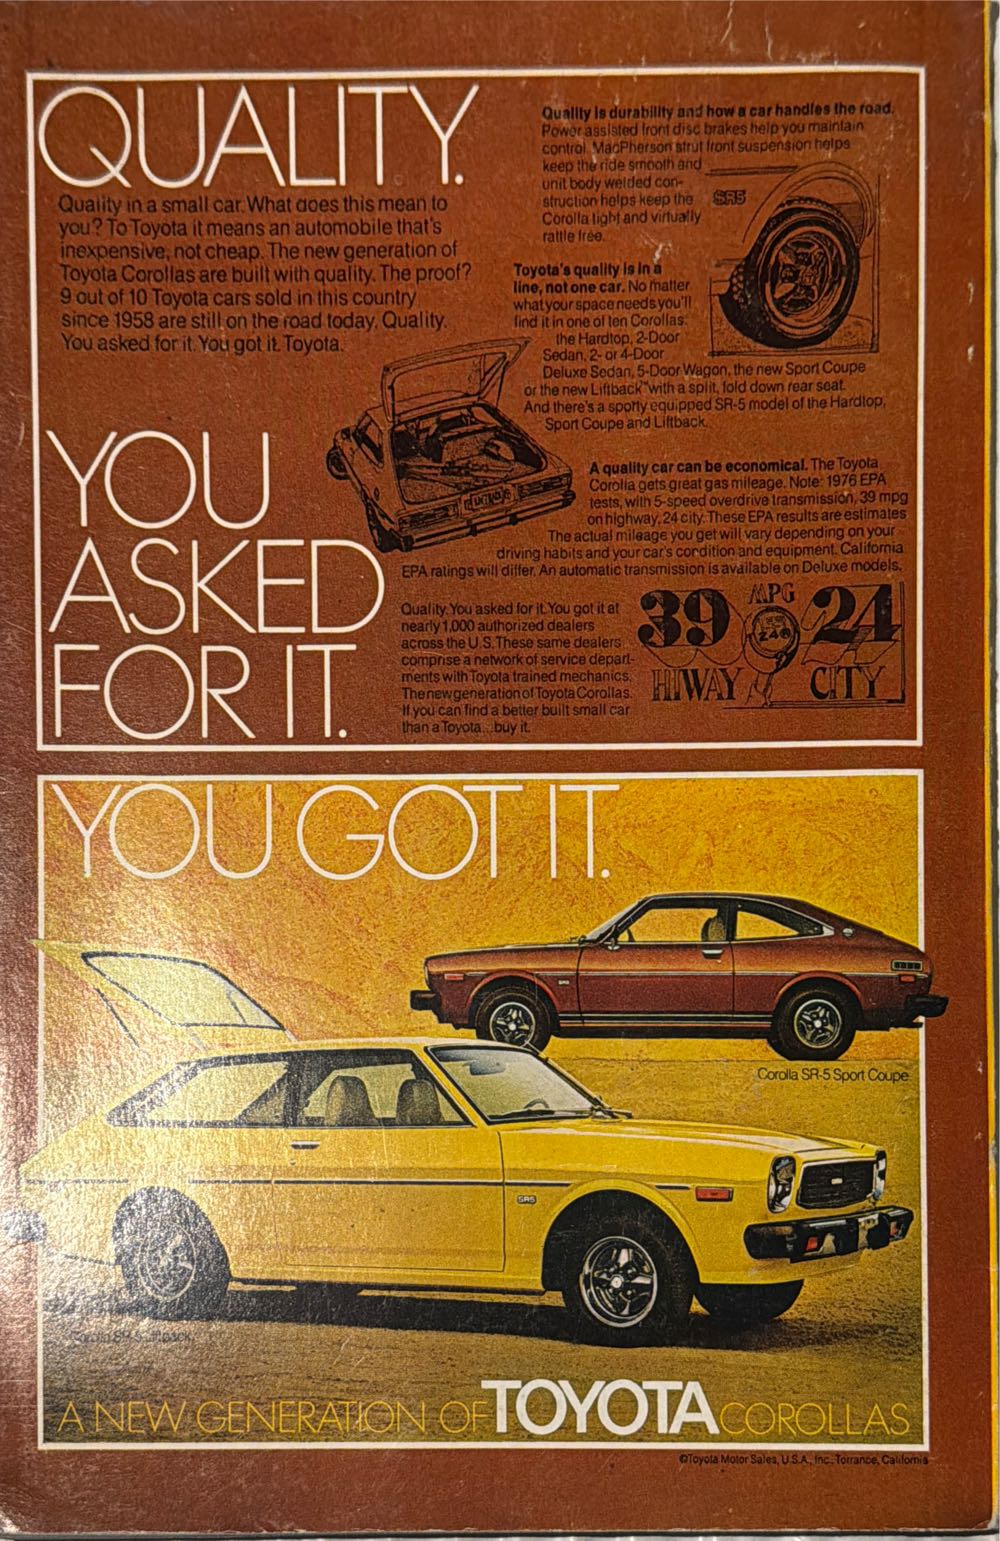 QUALITY.
Quality in a small car. What does this mean to
you? To Toyota it means an automobile that's
inexpensive, not cheap. The new generation of
Toyota Corollas are built with quality. The proof?
9 out of 10 Toyota cars sold in this country
since 1958 are still on the road today. Quality.
You asked for it. You got it. Toyota.
Quality is durability and how a car handles the road.
Power assisted front disc brakes help you maintain
control. MacPherson strut front suspension helps
keep the ride smooth and
unit body welded con-
struction helps keep the
Corolla light and virtually
rattle free.
SR5
Toyota's quality is in a
line, not one car. No matter
what your space needs you'll
find it in one of ten Corollas:
the Hardtop, 2-Door
Sedan, 2- or 4-Door
Deluxe Sedan, 5-Door Wagon, the new Sport Coupe
or the new Liftback™ with a split, fold down rear seat.
And there's a sporty equipped SR-5 model of the Hardtop,
Sport Coupe and Liftback.
YOU
ASKED
FOR IT.
A quality car can be economical. The Toyota
Corolla gets great gas mileage. Note: 1976 EPA
tests, with 5-speed overdrive transmission, 39 mpg
on highway, 24 city. These EPA results are estimates
The actual mileage you get will vary depending on your
driving habits and your car's condition and equipment. California
EPA ratings will differ. An automatic transmission is available on Deluxe models.
Quality. You asked for it. You got it at
nearly 1,000 authorized dealers
across the U.S. These same dealers
comprise a network of service depart-
ments with Toyota trained mechanics.
The new generation of Toyota Corollas.
If you can find a better built small car
than a Toyota...buy it.
39 MPG 24
HIWAY CITY
YOU GOT IT.
Corolla SR-5 Sport Coupe
SR5
SR5
Corolla SR-5 Liftback
A NEW GENERATION OF TOYOTA COROLLAS
©Toyota Motor Sales, U.S.A., Inc., Torrance, California